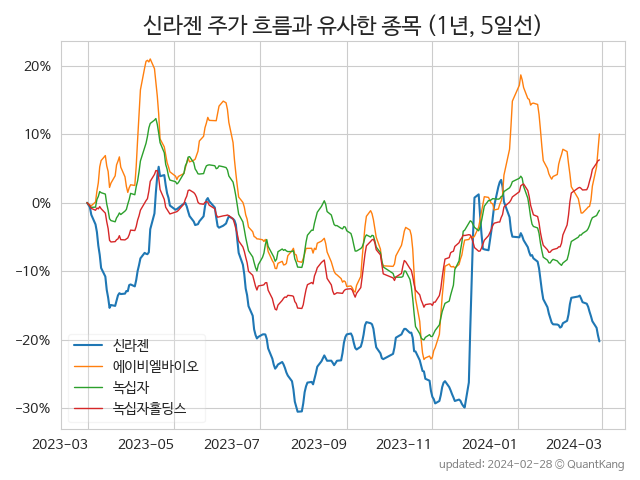 신라젠 주가 흐름과 유사한 종목 (1년, 5일선)
20%
10%
0%
−10%
−20%
−30%
신라젠
에이비엘바이오
녹십자
녹십자홀딩스
2023-03 2023-05 2023-07 2023-09 2023-11 2024-01 2024-03
updated: 2024-02-28 © QuantKang